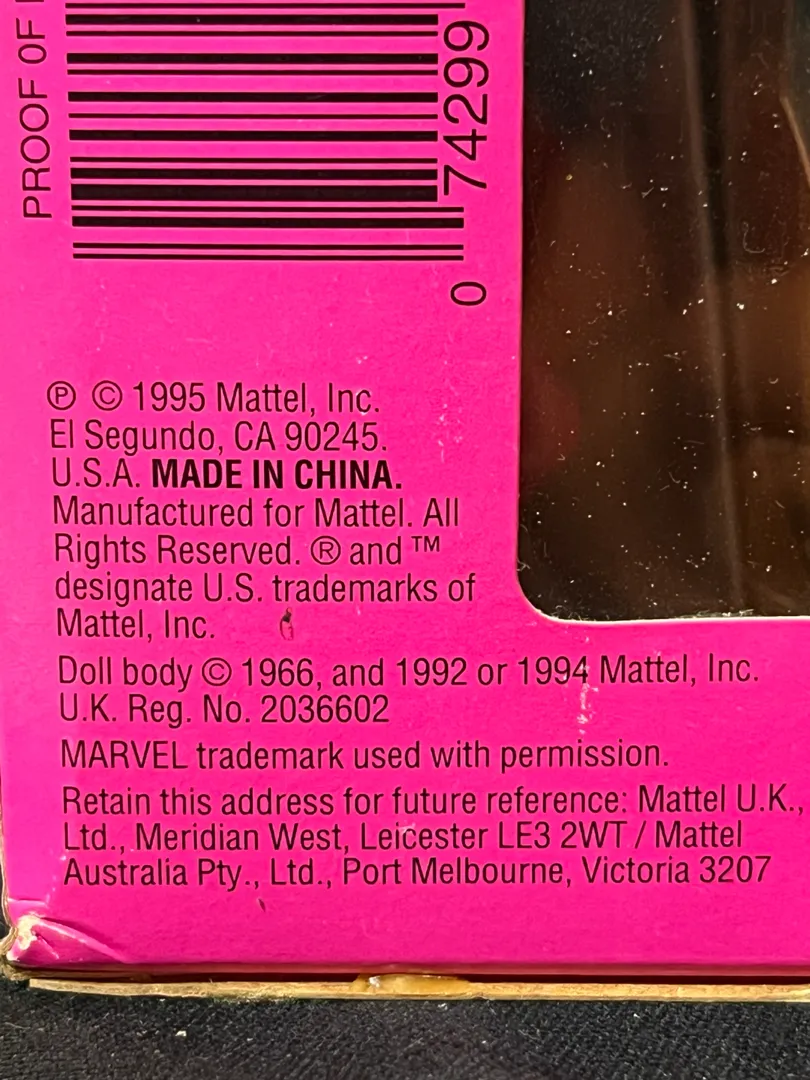 PROOF OF
74299
0
Ⓟ © 1995 Mattel, Inc.
El Segundo, CA 90245.
U.S.A. MADE IN CHINA.
Manufactured for Mattel. All
Rights Reserved. ® and ™
designate U.S. trademarks of
Mattel, Inc.
Doll body © 1966, and 1992 or 1994 Mattel, Inc.
U.K. Reg. No. 2036602
MARVEL trademark used with permission.
Retain this address for future reference: Mattel U.K.,
Ltd., Meridian West, Leicester LE3 2WT / Mattel
Australia Pty., Ltd., Port Melbourne, Victoria 3207